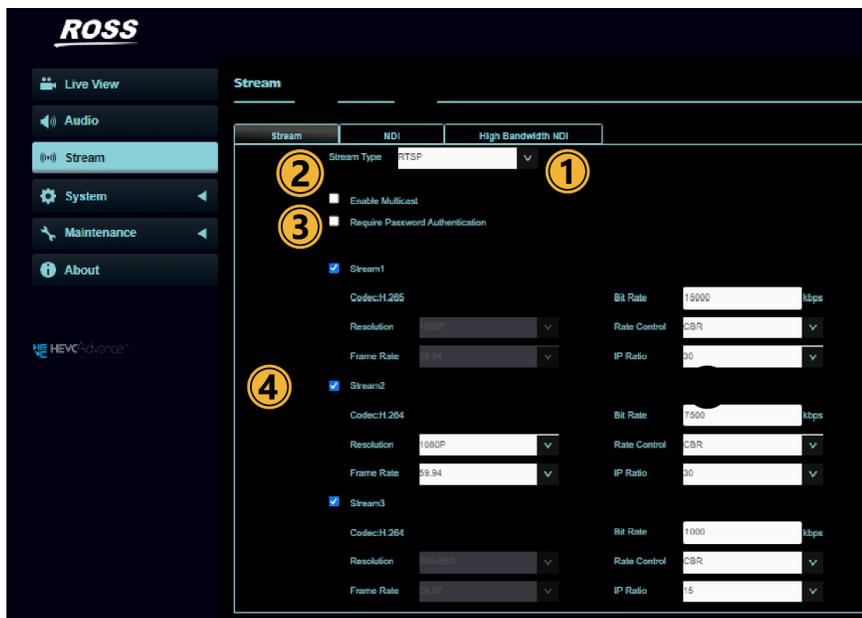 ROSS
Live View
Audio
Stream
System
Maintenance
About
HEVC Advance™
Stream
Stream NDI High Bandwidth NDI
Stream Type RTSP
1
2
Enable Multicast
3
Require Password Authentication
Stream1
Codec:H.265 Bit Rate 15000 kbps
Resolution 1080P Rate Control CBR
Frame Rate 59.94 IP Ratio 30
4
Stream2
Codec:H.264 Bit Rate 7500 kbps
Resolution 1080P Rate Control CBR
Frame Rate 59.94 IP Ratio 30
Stream3
Codec:H.264 Bit Rate 1000 kbps
Resolution 640x360 Rate Control CBR
Frame Rate 29.97 IP Ratio 15